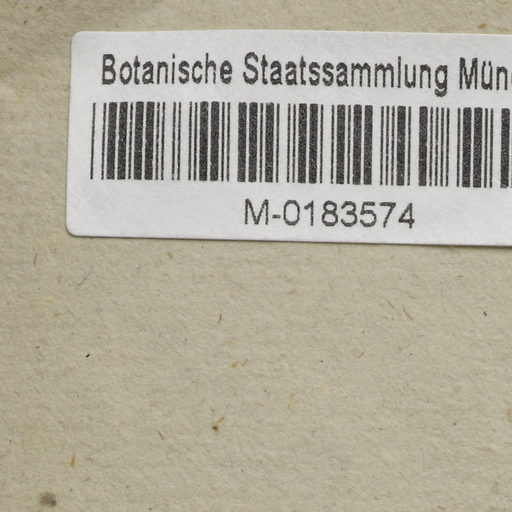 Botanische Staatssammlung Mün
M-0183574